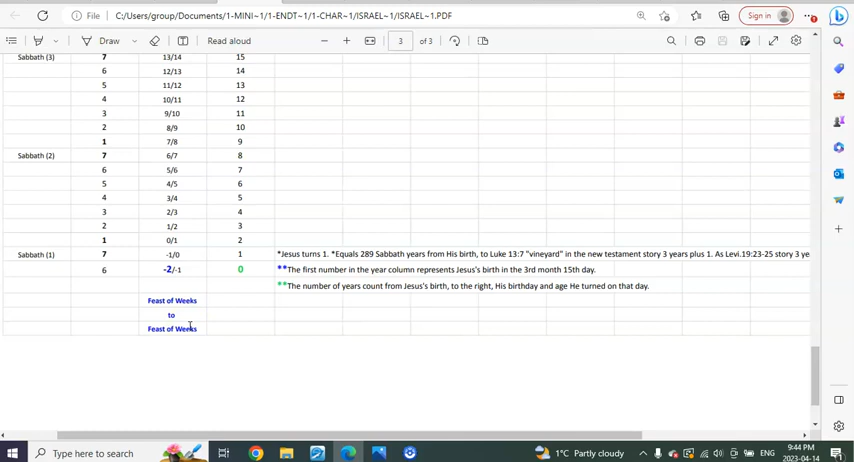 File C:/Users/group/Documents/1-MINI~1/1-ENDT~1/1-CHAR~1/ISRAEL~1/ISRAEL~1.PDF Sign in
Draw Read aloud 3 of 3
Sabbath (3) 7 13/14 15
6 12/13 14
5 11/12 13
4 10/11 12
3 9/10 11
2 8/9 10
1 7/8 9
Sabbath (2) 7 6/7 8
6 5/6 7
5 4/5 6
4 3/4 5
3 2/3 4
2 1/2 3
1 0/1 2
Sabbath (1) 7 -1/0 1 *Jesus turns 1. *Equals 289 Sabbath years from His birth, to Luke 13:7 "vineyard" in the new testament story 3 years plus 1. As Levi.19:23-25 story 3 ye
6 -2/-1 0 **The first number in the year column represents Jesus's birth in the 3rd month 15th day.
**The number of years count from Jesus's birth, to the right, His birthday and age He turned on that day.
Feast of Weeks
to
Feast of Weeks
Type here to search 1°C Partly cloudy ENG 9:44 PM
2023-04-14